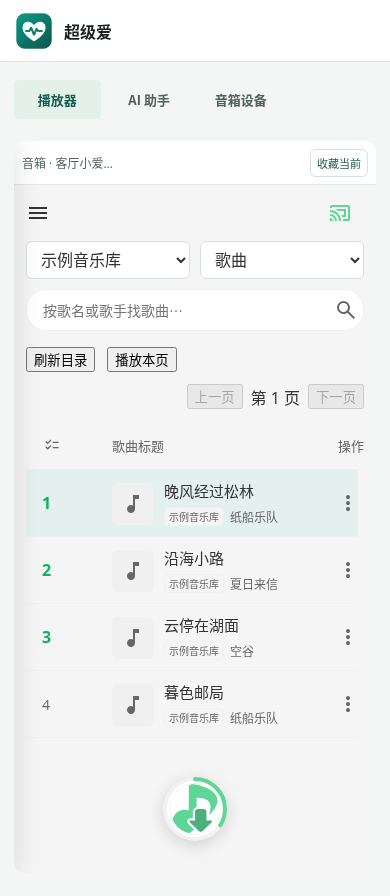 超级爱
播放器 AI 助手 音箱设备
音箱 · 客厅小爱... 收藏当前
示例音乐库 歌曲
按歌名或歌手找歌曲…
刷新目录 播放本页
上一页 第 1 页 下一页
歌曲标题 操作
1 晚风经过松林
示例音乐库 纸船乐队
2 沿海小路
示例音乐库 夏日来信
3 云停在湖面
示例音乐库 空谷
4 暮色邮局
示例音乐库 纸船乐队